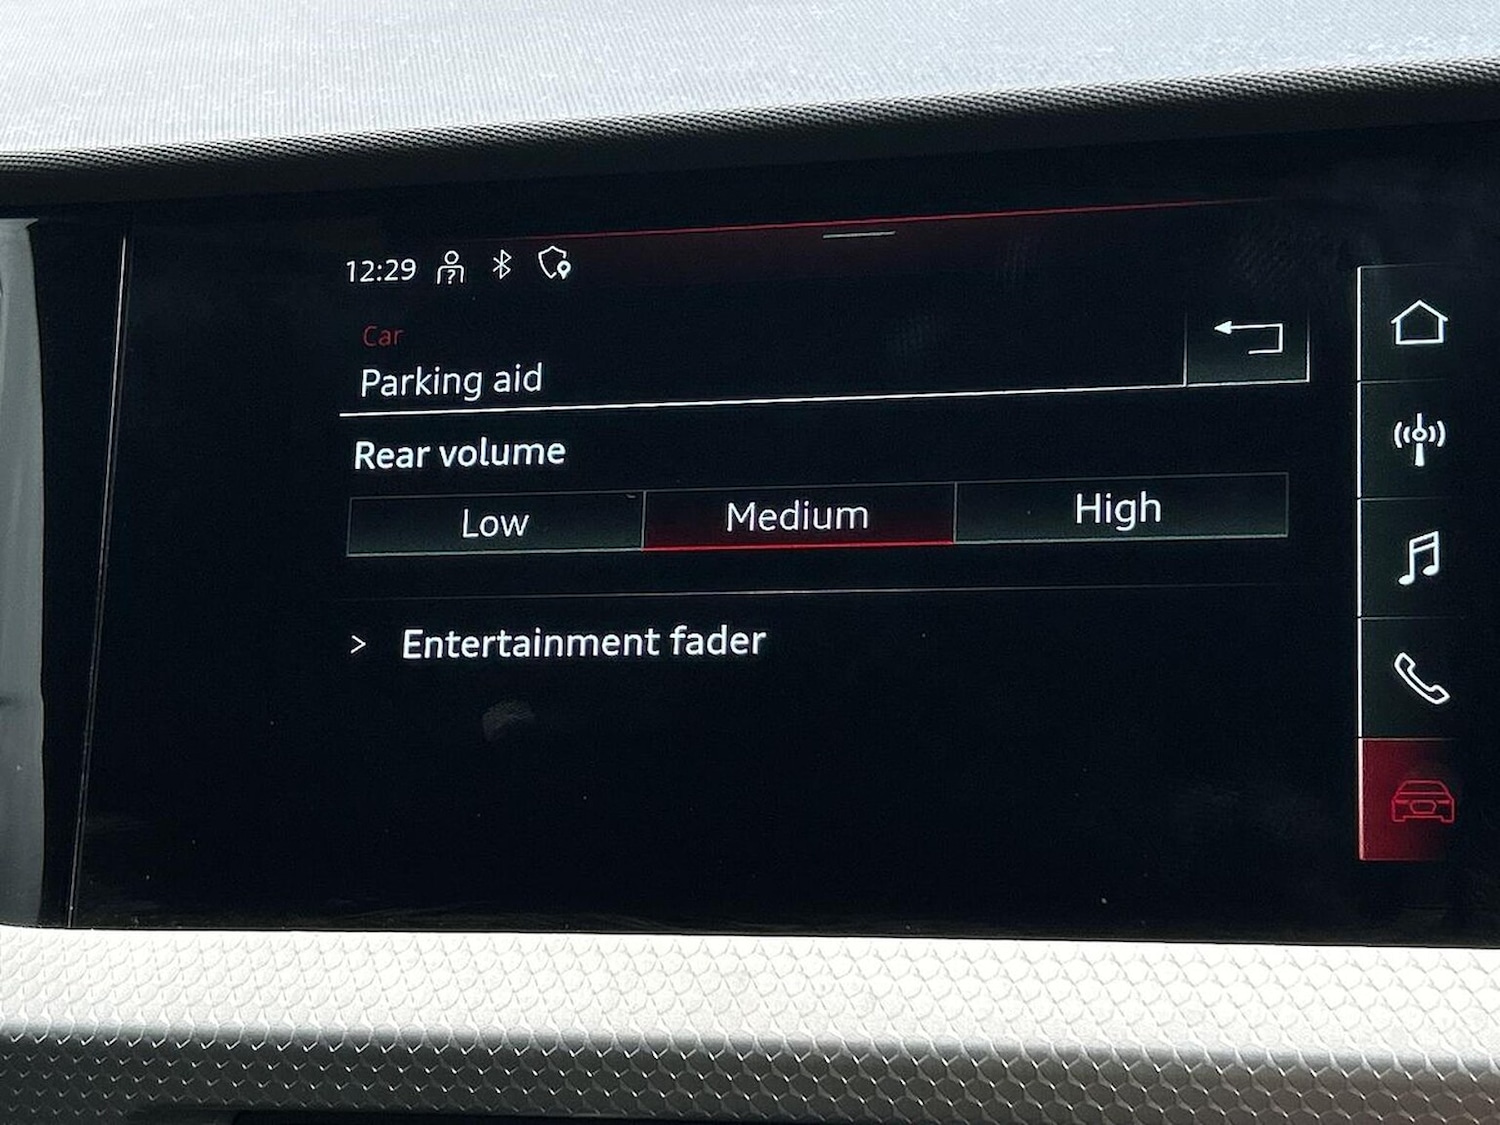 12:29
Car
Parking aid
Rear volume
Low Medium High
> Entertainment fader